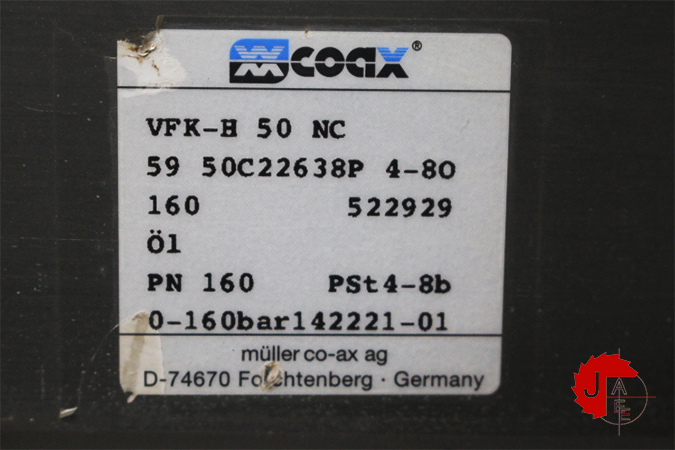 coax®
VFK-H 50 NC
59 50C22638P 4-8O
160 522929
Öl
PN 160 PSt4-8b
0-160bar142221-01
müller co-ax ag
D-74670 Forchtenberg · Germany